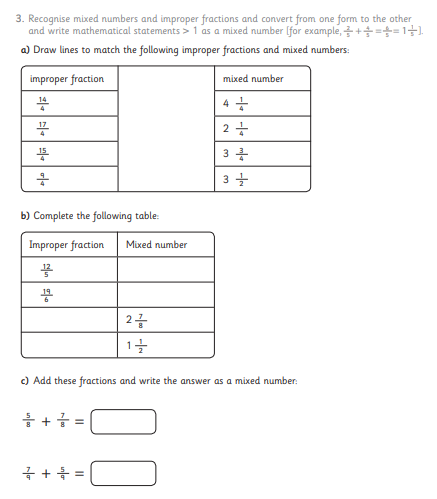 3. Recognise mixed numbers and improper fractions and convert from one form to the other
and write mathematical statements > 1 as a mixed number [for example, 2/5 + 4/5 = 6/5 = 1 1/5].
a) Draw lines to match the following improper fractions and mixed numbers:
improper fraction mixed number
14/4 4 1/4
17/4 2 1/4
15/4 3 3/4
9/4 3 1/2
b) Complete the following table:
Improper fraction Mixed number
12/5
19/6
2 7/8
1 1/2
c) Add these fractions and write the answer as a mixed number:
5/8 + 7/8 =
7/9 + 5/9 =